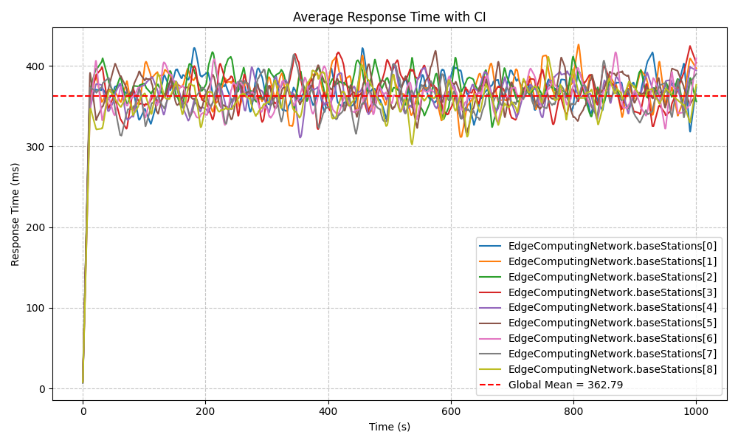 Average Response Time with CI
Response Time (ms)
400
300
200
100
0
EdgeComputingNetwork.baseStations[0]
EdgeComputingNetwork.baseStations[1]
EdgeComputingNetwork.baseStations[2]
EdgeComputingNetwork.baseStations[3]
EdgeComputingNetwork.baseStations[4]
EdgeComputingNetwork.baseStations[5]
EdgeComputingNetwork.baseStations[6]
EdgeComputingNetwork.baseStations[7]
EdgeComputingNetwork.baseStations[8]
Global Mean = 362.79
0 200 400 600 800 1000
Time (s)